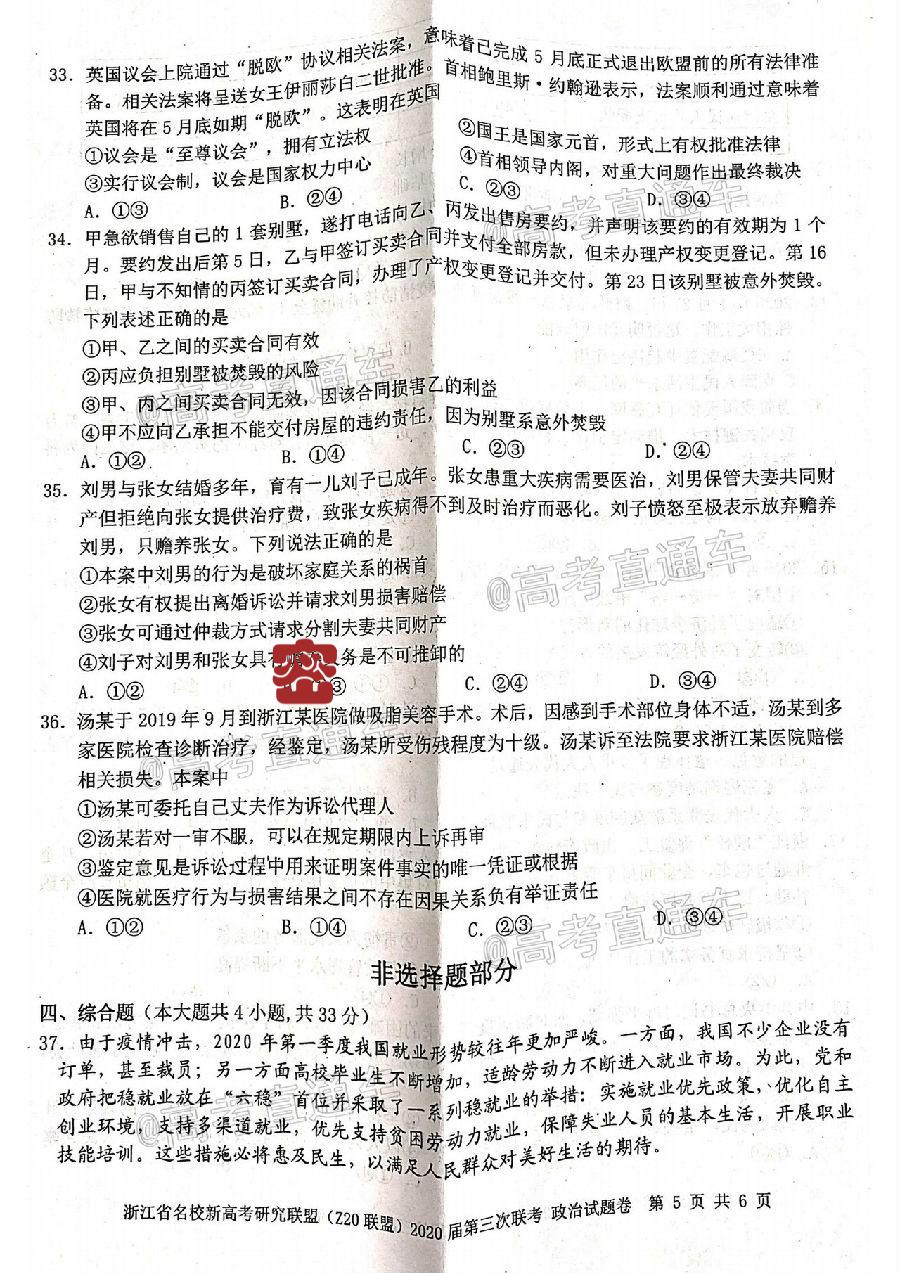 33. 英国议会上院通过“脱欧”协议相关法案，意味着已完成5月底正式退出欧盟前的所有法律准
备。相关法案将呈送女王伊丽莎白二世批准。首相鲍里斯·约翰逊表示，法案顺利通过意味着
英国将在5月底如期“脱欧”。这表明在英国
①议会是“至尊议会”，拥有立法权 ②国王是国家元首，形式上有权批准法律
③实行议会制，议会是国家权力中心 ④首相领导内阁，对重大问题作出最终裁决
A. ①③ B. ②④ C. ①② D. ③④
34. 甲急欲销售自己的1套别墅，遂打电话向乙、丙发出售房要约，并声明该要约的有效期为1个
月。要约发出后第5日，乙与甲签订买卖合同并支付全部房款，但未办理产权变更登记。第16
日，甲与不知情的丙签订买卖合同，办理了产权变更登记并交付。第23日该别墅被意外焚毁。
下列表述正确的是
①甲、乙之间的买卖合同有效
②丙应负担别墅被焚毁的风险
③甲、丙之间买卖合同无效，因该合同损害乙的利益
④甲不应向乙承担不能交付房屋的违约责任，因为别墅系意外焚毁
A. ①② B. ①④ C. ②③ D. ②④
35. 刘男与张女结婚多年，育有一儿刘子已成年。张女患重大疾病需要医治，刘男保管夫妻共同财
产但拒绝向张女提供治疗费，致张女疾病得不到及时治疗而恶化。刘子愤怒至极表示放弃赡养
刘男，只赡养张女。下列说法正确的是
①本案中刘男的行为是破坏家庭关系的祸首
②张女有权提出离婚诉讼并请求刘男损害赔偿
③张女可通过仲裁方式请求分割夫妻共同财产
④刘子对刘男和张女具有 义务是不可推卸的
A. ①② ①③ C. ②④ D. ③④
36. 汤某于2019年9月到浙江某医院做吸脂美容手术。术后，因感到手术部位身体不适，汤某到多
家医院检查诊断治疗，经鉴定，汤某所受伤残程度为十级。汤某诉至法院要求浙江某医院赔偿
相关损失。本案中
①汤某可委托自己丈夫作为诉讼代理人
②汤某若对一审不服，可以在规定期限内上诉再审
③鉴定意见是诉讼过程中用来证明案件事实的唯一凭证或根据
④医院就医疗行为与损害结果之间不存在因果关系负有举证责任
A. ①② B. ①④ C. ②③ D. ③④
非选择题部分
四、综合题（本大题共4小题,共33分）
37. 由于疫情冲击，2020年第一季度我国就业形势较往年更加严峻。一方面，我国不少企业没有
订单，甚至裁员；另一方面高校毕业生不断增加，适龄劳动力不断进入就业市场。为此，党和
政府把稳就业放在“六稳”首位并采取了一系列稳就业的举措：实施就业优先政策、优化自主
创业环境，支持多渠道就业，优先支持贫困劳动力就业，保障失业人员的基本生活，开展职业
技能培训。这些措施必将惠及民生，以满足人民群众对美好生活的期待。
浙江省名校新高考研究联盟（Z20联盟）2020届第三次联考 政治试题卷 第5页共6页
@高考直通车
@高考直通车
@高考直通车
@高考直通车
@高考直通车
@高考直通车